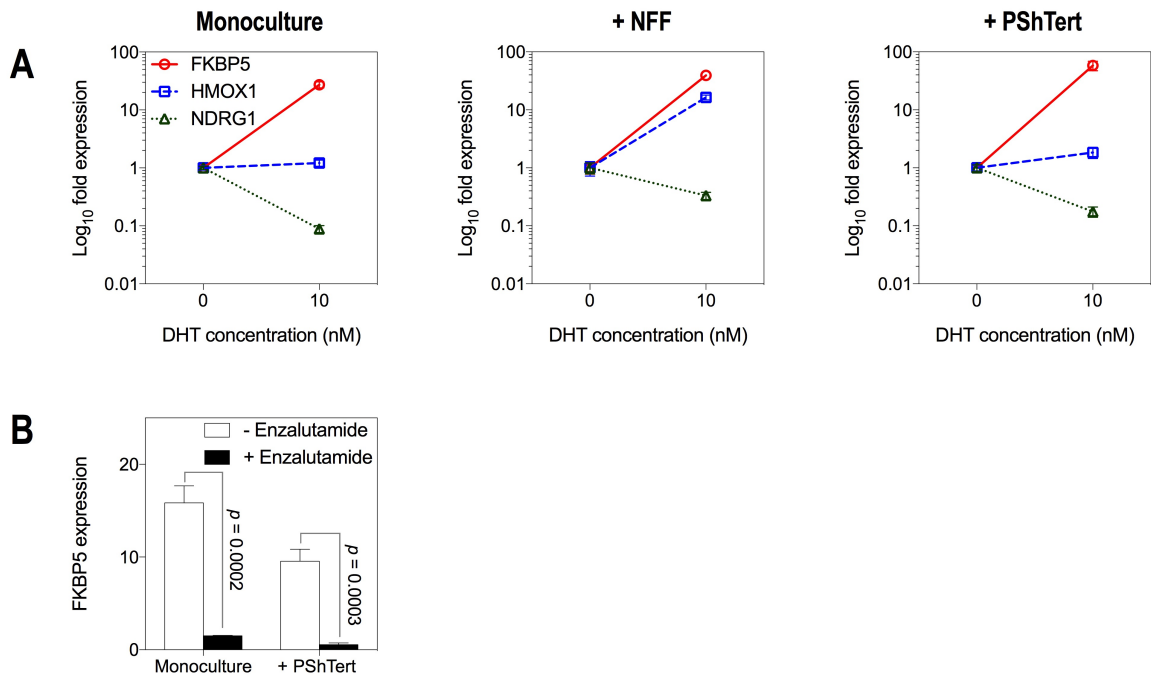 Monoculture
+ NFF
+ PShTert
A
Log10 fold expression
100
10
1
0.1
0.01
FKBP5
HMOX1
NDRG1
0
10
DHT concentration (nM)
Log10 fold expression
100
10
1
0.1
0.01
0
10
DHT concentration (nM)
Log10 fold expression
100
10
1
0.1
0.01
0
10
DHT concentration (nM)
B
FKBP5 expression
20
10
0
- Enzalutamide
+ Enzalutamide
p = 0.0002
p = 0.0003
Monoculture
+ PShTert